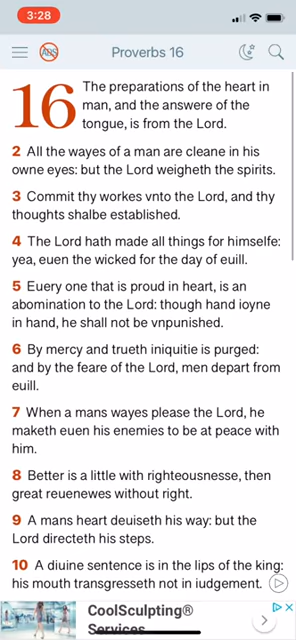 3:28
ADS
Proverbs 16
16 The preparations of the heart in
man, and the answere of the
tongue, is from the Lord.
2 All the wayes of a man are cleane in his
owne eyes: but the Lord weigheth the spirits.
3 Commit thy workes vnto the Lord, and thy
thoughts shalbe established.
4 The Lord hath made all things for himselfe:
yea, euen the wicked for the day of euill.
5 Euery one that is proud in heart, is an
abomination to the Lord: though hand ioyne
in hand, he shall not be vnpunished.
6 By mercy and trueth iniquitie is purged:
and by the feare of the Lord, men depart from
euill.
7 When a mans wayes please the Lord, he
maketh euen his enemies to be at peace with
him.
8 Better is a little with righteousnesse, then
great reuenewes without right.
9 A mans heart deuiseth his way: but the
Lord directeth his steps.
10 A diuine sentence is in the lips of the king:
his mouth transgresseth not in iudgement.
CoolSculpting®
Services